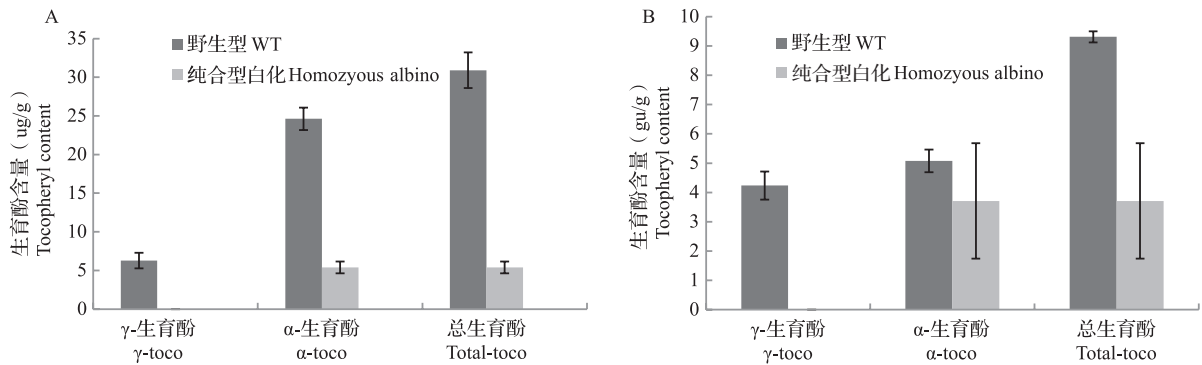 A
生育酚含量（ug/g）
Tocopheryl content
35
30
25
20
15
10
5
0
野生型 WT
纯合型白化 Homozyous albino
γ-生育酚
γ-toco
α-生育酚
α-toco
总生育酚
Total-toco
B
生育酚含量（gu/g）
Tocopheryl content
10
9
8
7
6
5
4
3
2
1
0
野生型 WT
纯合型白化 Homozyous albino
γ-生育酚
γ-toco
α-生育酚
α-toco
总生育酚
Total-toco